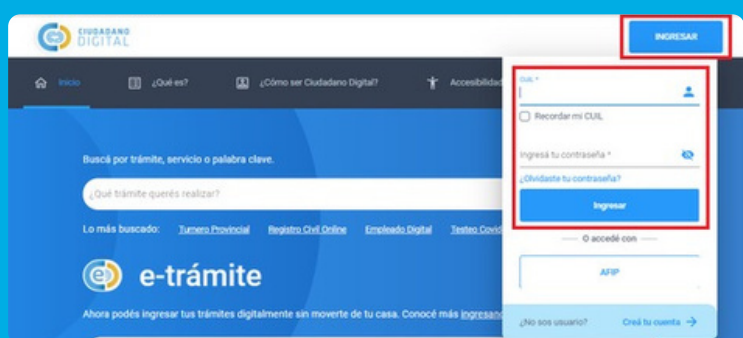 CIUDADANO
DIGITAL
INGRESAR
Inicio
¿Qué es?
¿Cómo ser Ciudadano Digital?
Accesibilidad
CUIL *
Recordar mi CUIL
Ingresá tu contraseña *
¿Olvidaste tu contraseña?
Ingresar
O accedé con
AFIP
¿No sos usuario? Creá tu cuenta
Buscá por trámite, servicio o palabra clave.
¿Qué trámite querés realizar?
Lo más buscado: Turnero Provincial Registro Civil Online Empleado Digital Testeo Covid
e-trámite
Ahora podés ingresar tus trámites digitalmente sin moverte de tu casa. Conocé más ingresand